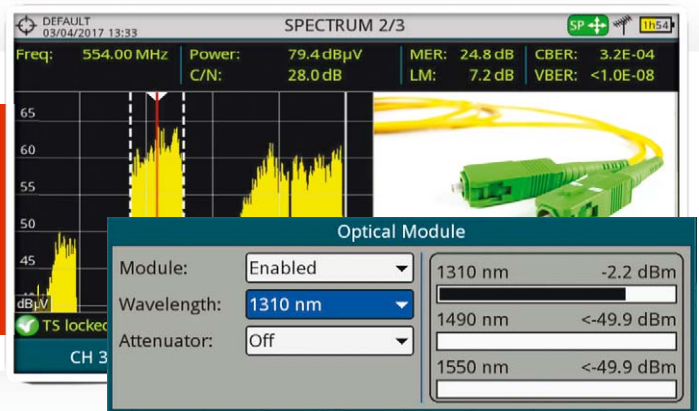 DEFAULT
03/04/2017 13:33
SPECTRUM 2/3
SP
1h54
Freq: 554.00 MHz Power: 79.4 dBµV MER: 24.8 dB CBER: 3.2E-04
C/N: 28.0 dB LM: 7.2 dB VBER: <1.0E-08
65
60
55
50
45
dBµV
TS locked
CH 3
Optical Module
Module: Enabled
Wavelength: 1310 nm
Attenuator: Off
1310 nm -2.2 dBm
1490 nm <-49.9 dBm
1550 nm <-49.9 dBm